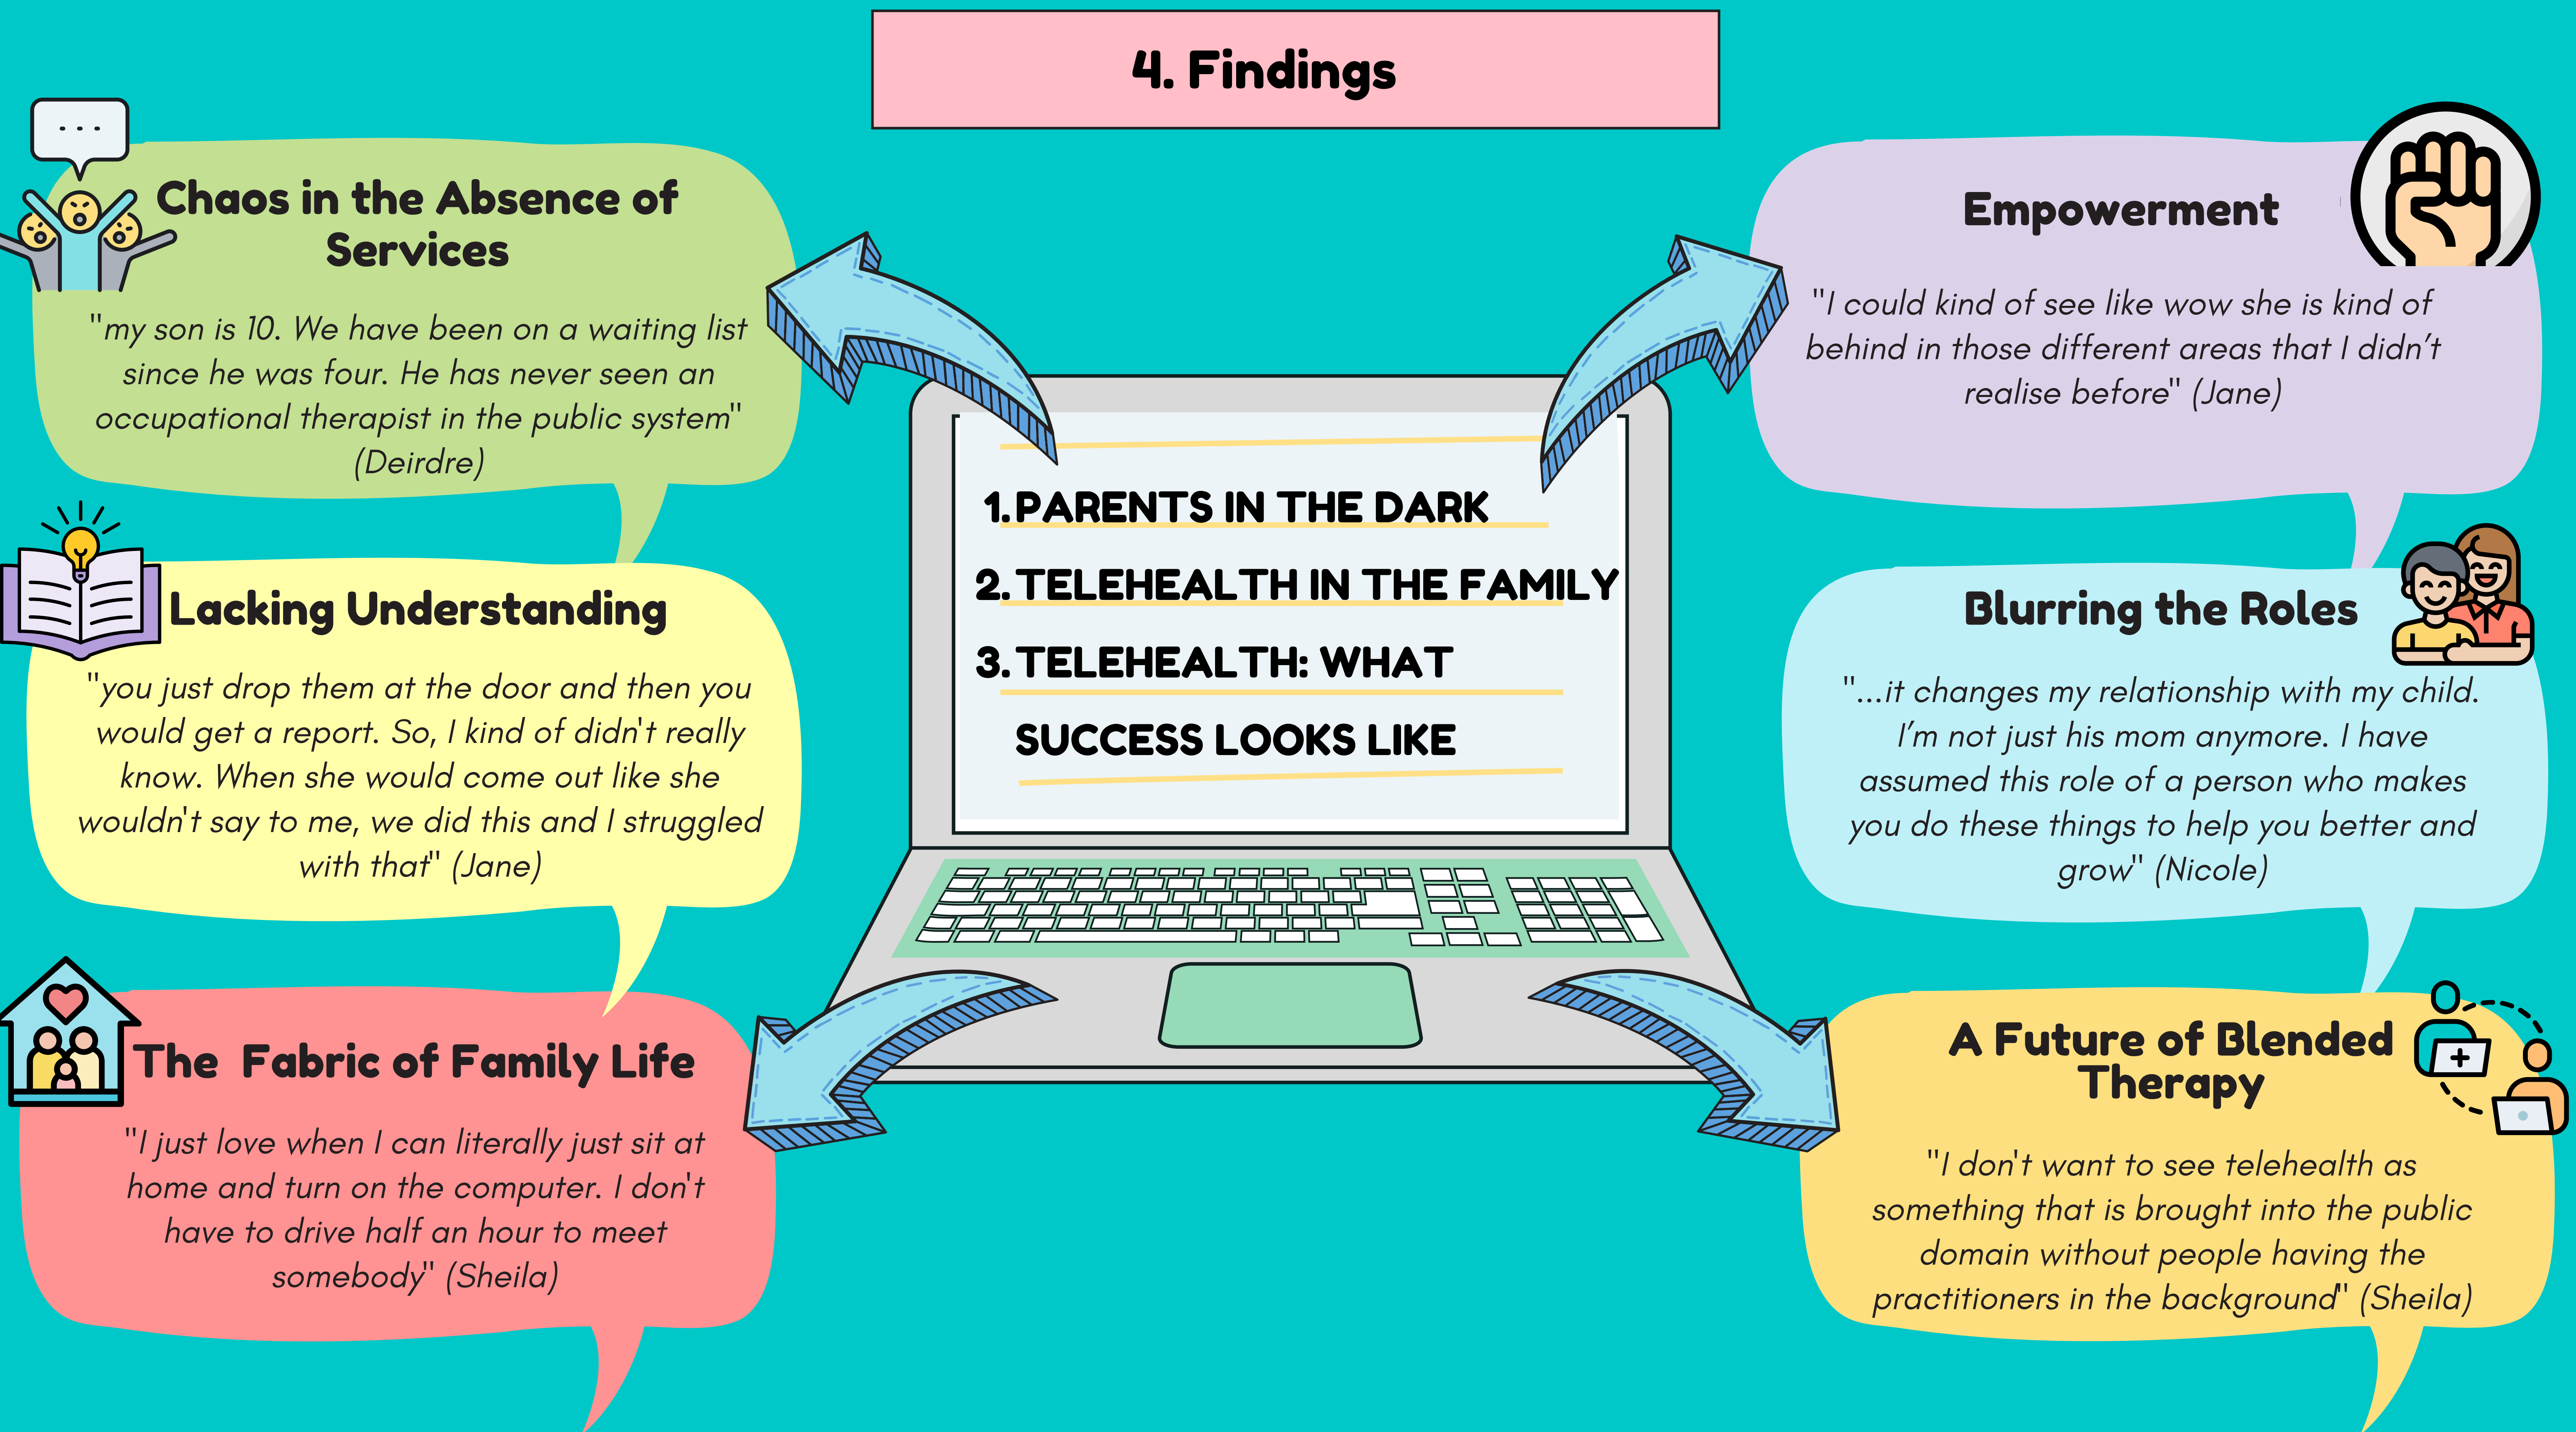 4. Findings
Chaos in the Absence of
Services
"my son is 10. We have been on a waiting list
since he was four. He has never seen an
occupational therapist in the public system"
(Deirdre)
Lacking Understanding
"you just drop them at the door and then you
would get a report. So, I kind of didn't really
know. When she would come out like she
wouldn't say to me, we did this and I struggled
with that" (Jane)
The Fabric of Family Life
"I just love when I can literally just sit at
home and turn on the computer. I don't
have to drive half an hour to meet
somebody" (Sheila)
1. PARENTS IN THE DARK
2. TELEHEALTH IN THE FAMILY
3. TELEHEALTH: WHAT
SUCCESS LOOKS LIKE
Empowerment
"I could kind of see like wow she is kind of
behind in those different areas that I didn’t
realise before" (Jane)
Blurring the Roles
"...it changes my relationship with my child.
I’m not just his mom anymore. I have
assumed this role of a person who makes
you do these things to help you better and
grow" (Nicole)
A Future of Blended
Therapy
"I don't want to see telehealth as
something that is brought into the public
domain without people having the
practitioners in the background" (Sheila)